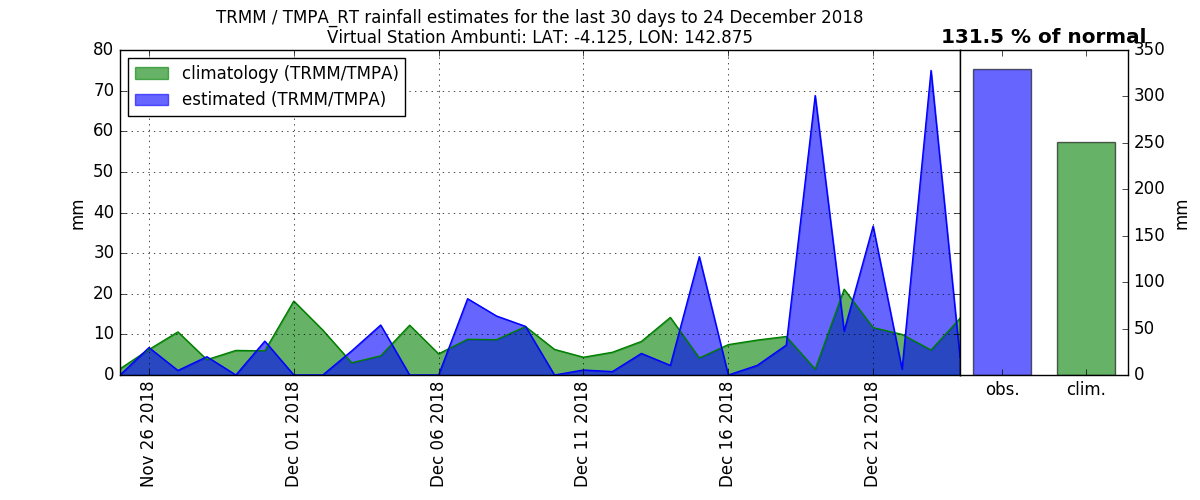 TRMM / TMPA_RT rainfall estimates for the last 30 days to 24 December 2018
Virtual Station Ambunti: LAT: -4.125, LON: 142.875
131.5 % of normal
climatology (TRMM/TMPA)
estimated (TRMM/TMPA)
80
70
60
50
40
30
20
10
0
mm
Nov 26 2018
Dec 01 2018
Dec 06 2018
Dec 11 2018
Dec 16 2018
Dec 21 2018
obs.
clim.
350
300
250
200
150
100
50
0
mm